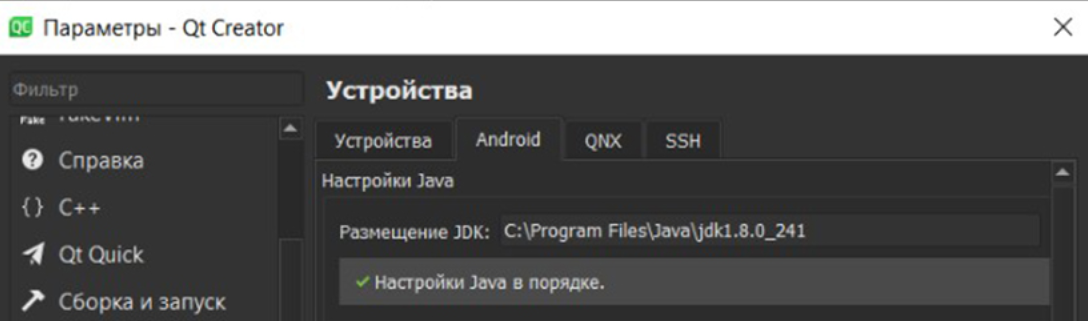 QC Параметры - Qt Creator
Фильтр
Устройства
Fake
Справка
C++
Qt Quick
Сборка и запуск
Устройства Android QNX SSH
Настройки Java
Размещение JDK: C:\Program Files\Java\jdk1.8.0_241
Настройки Java в порядке.